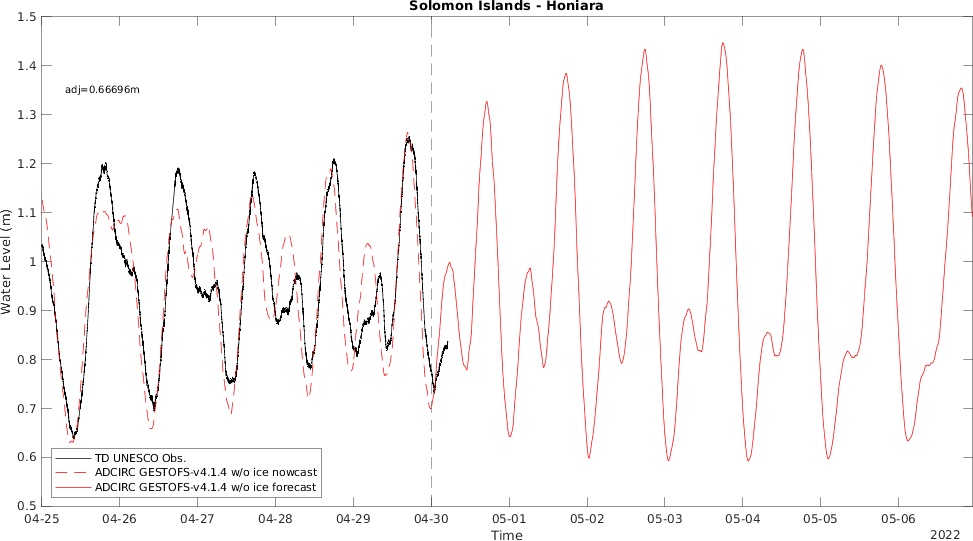 Solomon Islands - Honiara
1.5
1.4
1.3
1.2
1.1
1
0.9
0.8
0.7
0.6
0.5
Water Level (m)
adj=0.66696m
TD UNESCO Obs.
ADCIRC GESTOFS-v4.1.4 w/o ice nowcast
ADCIRC GESTOFS-v4.1.4 w/o ice forecast
04-25 04-26 04-27 04-28 04-29 04-30 05-01 05-02 05-03 05-04 05-05 05-06
Time
2022